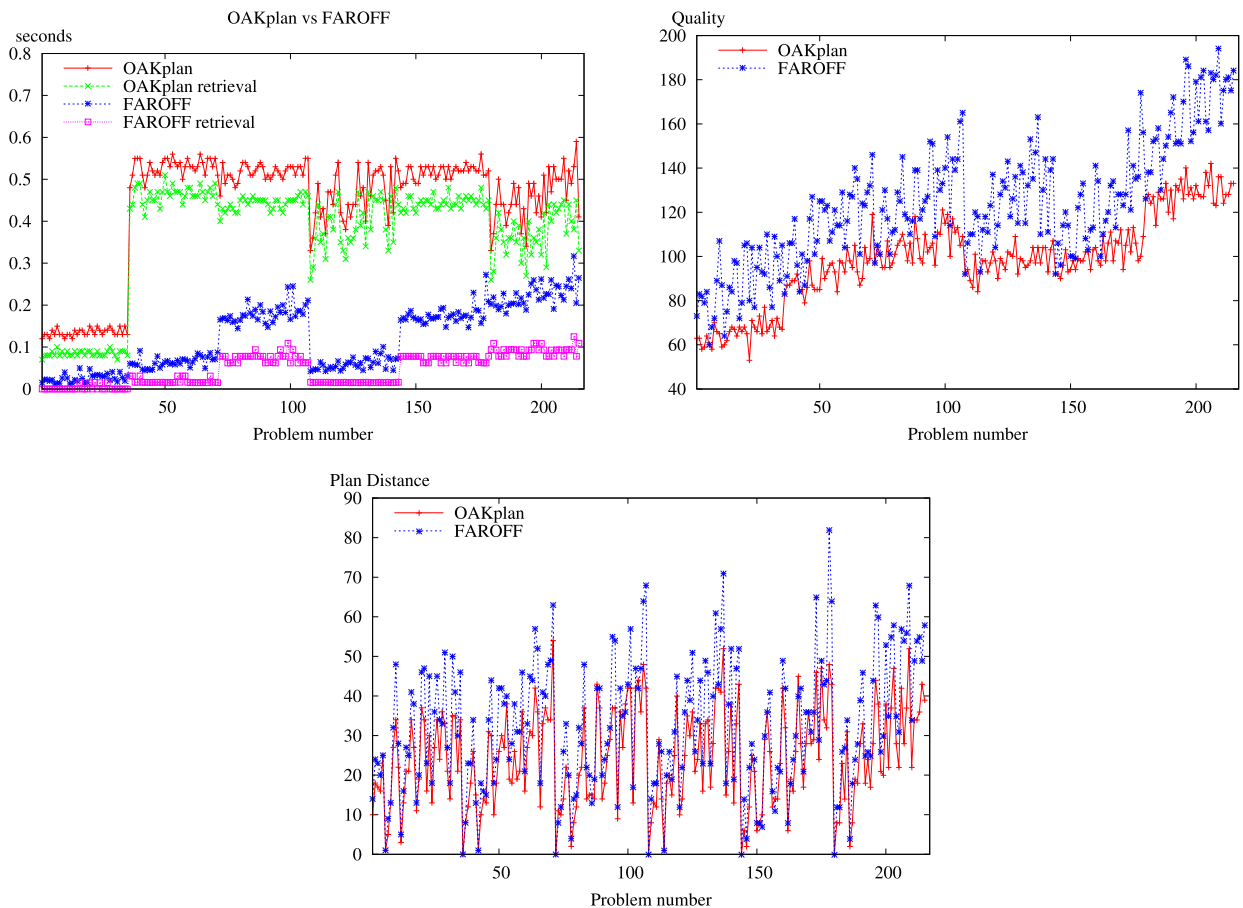 OAKplan vs FAROFF
seconds
0.8
0.7
0.6
0.5
0.4
0.3
0.2
0.1
0
OAKplan
OAKplan retrieval
FAROFF
FAROFF retrieval
50 100 150 200
Problem number
Quality
200
180
160
140
120
100
80
60
40
OAKplan
FAROFF
50 100 150 200
Problem number
Plan Distance
90
80
70
60
50
40
30
20
10
0
OAKplan
FAROFF
50 100 150 200
Problem number